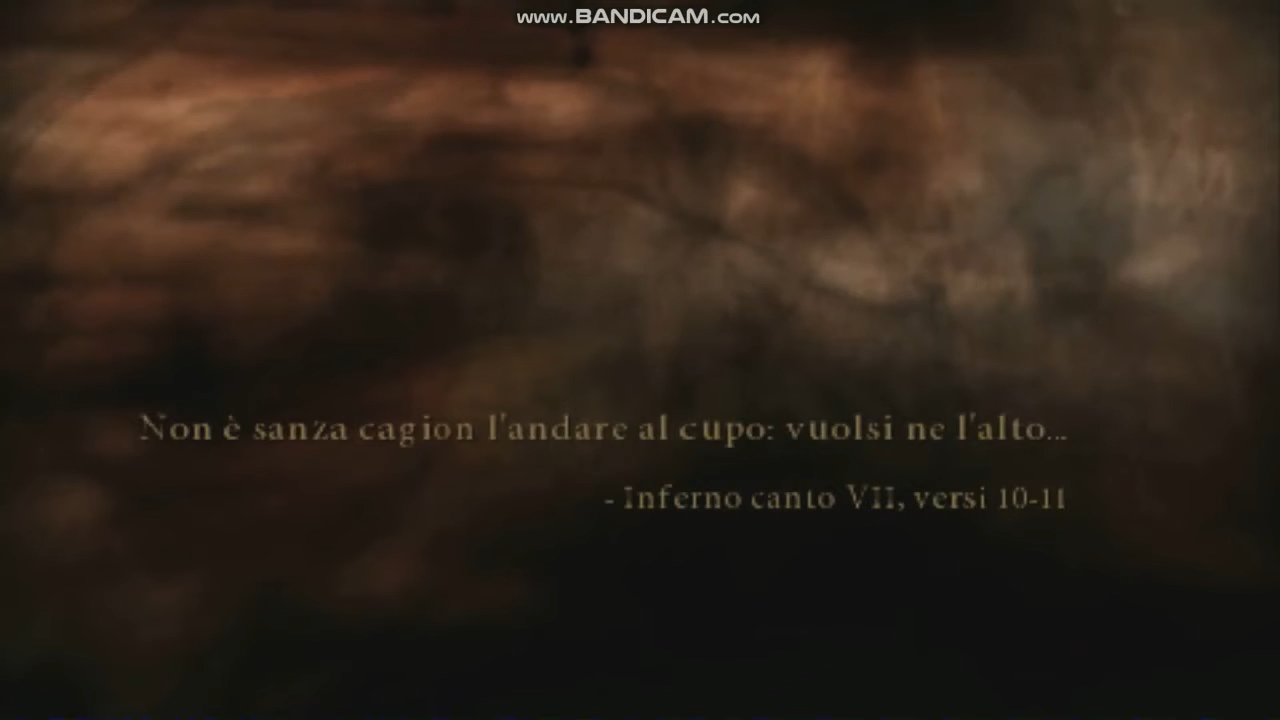 www.BANDICAM.com
Non è sanza cagion l'andare al cupo: vuolsi ne l'alto...
- Inferno canto VII, versi 10-11